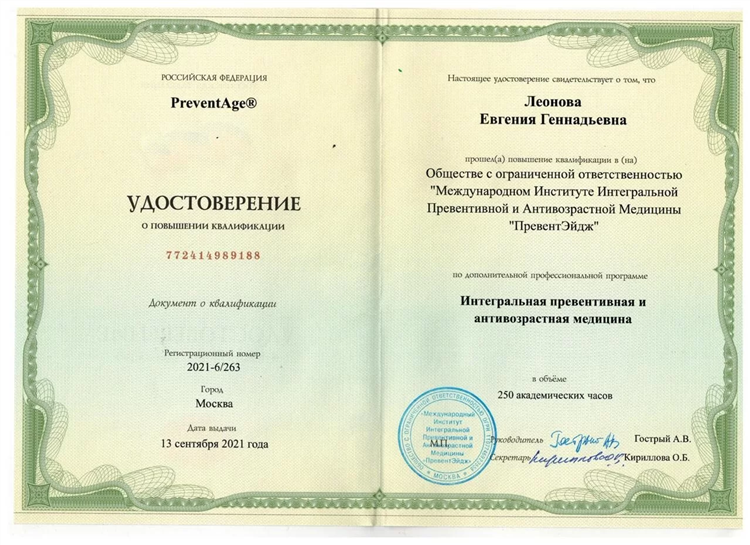 РОССИЙСКАЯ ФЕДЕРАЦИЯ
PreventAge®
УДОСТОВЕРЕНИЕ
О ПОВЫШЕНИИ КВАЛИФИКАЦИИ
772414989188
Документ о квалификации
Регистрационный номер
2021-6/263
Город
Москва
Дата выдачи
13 сентября 2021 года
Настоящее удостоверение свидетельствует о том, что
Леонова
Евгения Геннадьевна
прошел(а) повышение квалификации в (на)
Обществе с ограниченной ответственностью
"Международном Институте Интегральной
Превентивной и Антивозрастной Медицины
"ПревентЭйдж"
по дополнительной профессиональной программе
Интегральная превентивная и
антивозрастная медицина
в объёме
250 академических часов
«Международный
Институт
Интегральной
Превентивной и
Антивозрастной
Медицины
"ПревентЭйдж"
МОСКВА
МП
Руководитель Гострый А.В.
Секретарь Кириллова О.Б.